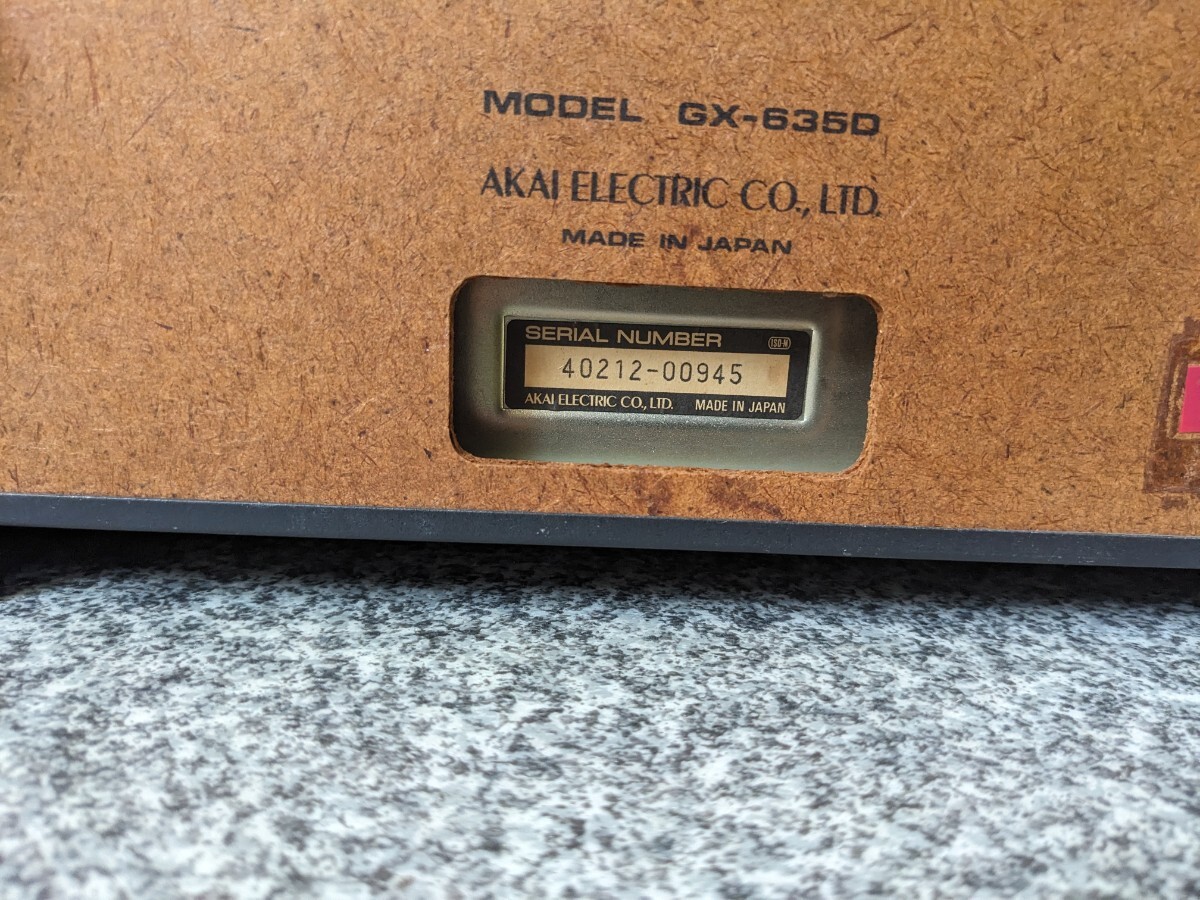 MODEL GX-635D
AKAI ELECTRIC CO., LTD.
MADE IN JAPAN
SERIAL NUMBER ISO-N
40212-00945
AKAI ELECTRIC CO., LTD. MADE IN JAPAN